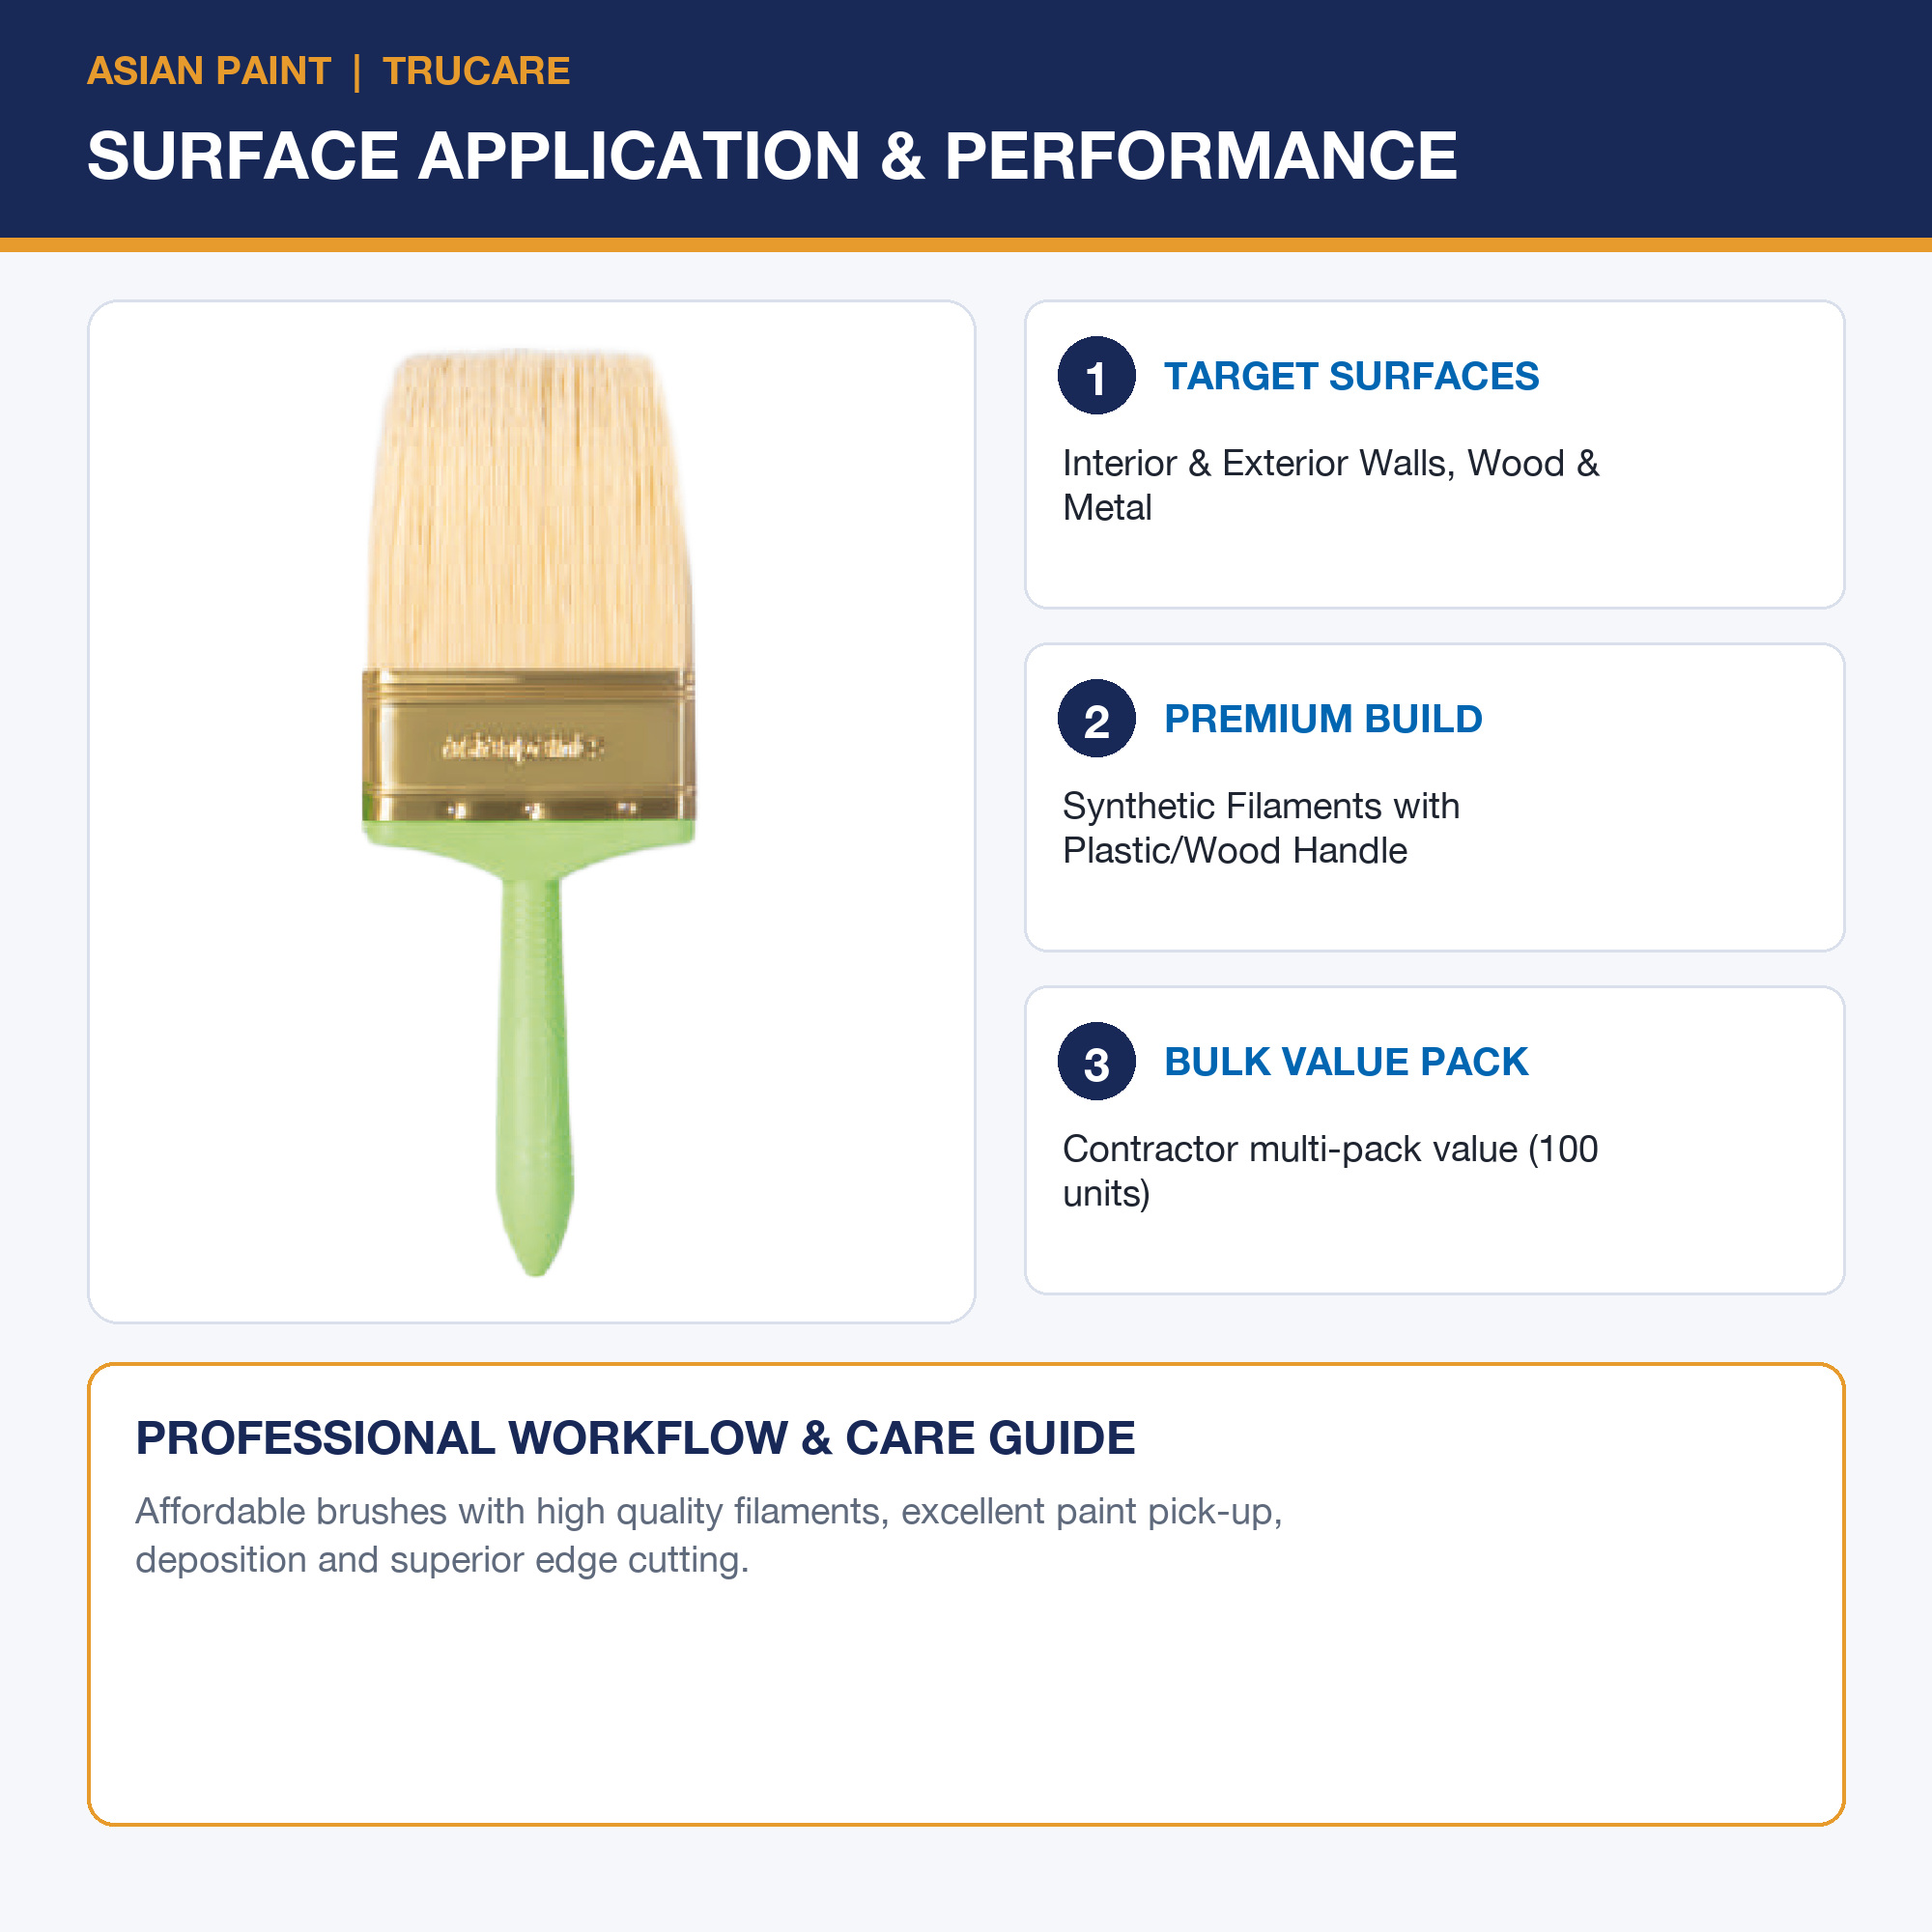 ASIAN PAINT | TRUCARE
SURFACE APPLICATION & PERFORMANCE
1 TARGET SURFACES
Interior & Exterior Walls, Wood &
Metal
2 PREMIUM BUILD
Synthetic Filaments with
Plastic/Wood Handle
3 BULK VALUE PACK
Contractor multi-pack value (100
units)
PROFESSIONAL WORKFLOW & CARE GUIDE
Affordable brushes with high quality filaments, excellent paint pick-up,
deposition and superior edge cutting.